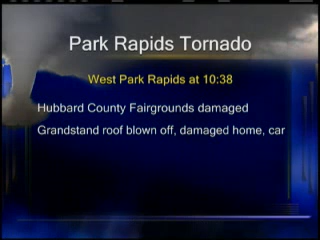 Park Rapids Tornado
West Park Rapids at 10:38
Hubbard County Fairgrounds damaged
Grandstand roof blown off, damaged home, car